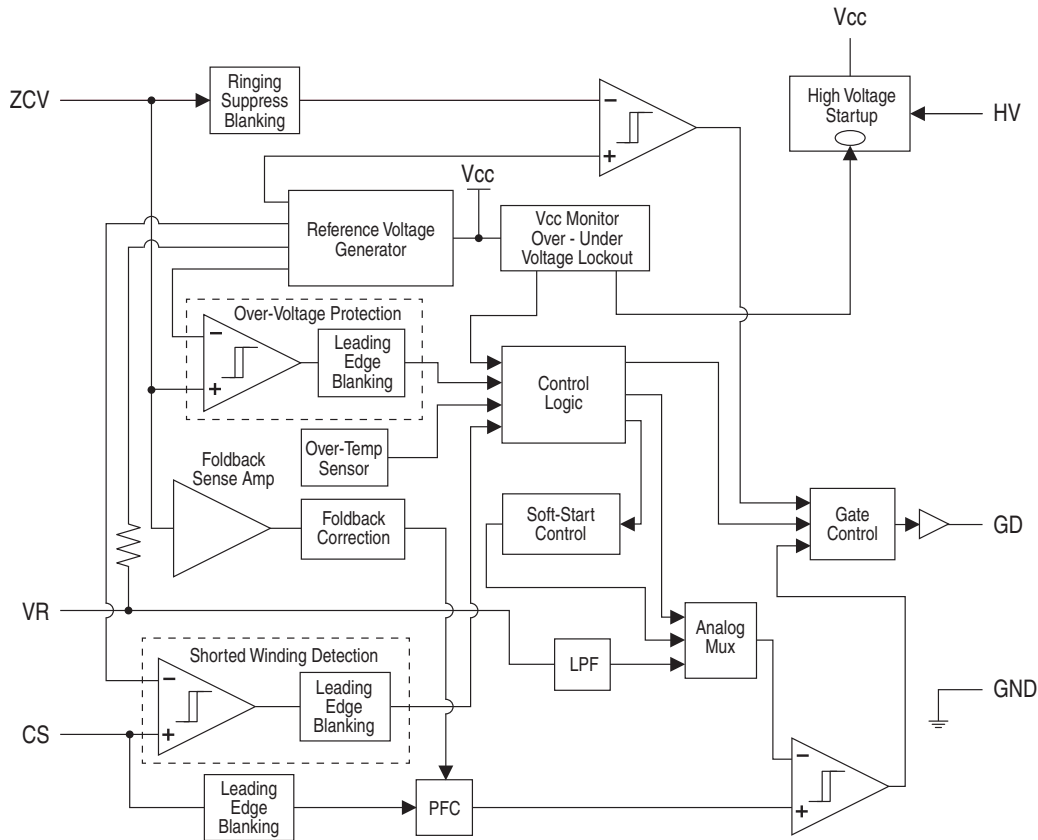 Vcc
ZCV
Ringing
Suppress
Blanking
−
+
High Voltage
Startup
HV
Vcc
Reference Voltage
Generator
Vcc Monitor
Over - Under
Voltage Lockout
Over-Voltage Protection
−
+
Leading
Edge
Blanking
Control
Logic
Over-Temp
Sensor
Foldback
Sense Amp
Foldback
Correction
Soft-Start
Control
Gate
Control
GD
VR
Analog
Mux
LPF
Shorted Winding Detection
−
+
Leading
Edge
Blanking
GND
CS
Leading
Edge
Blanking
PFC
−
+